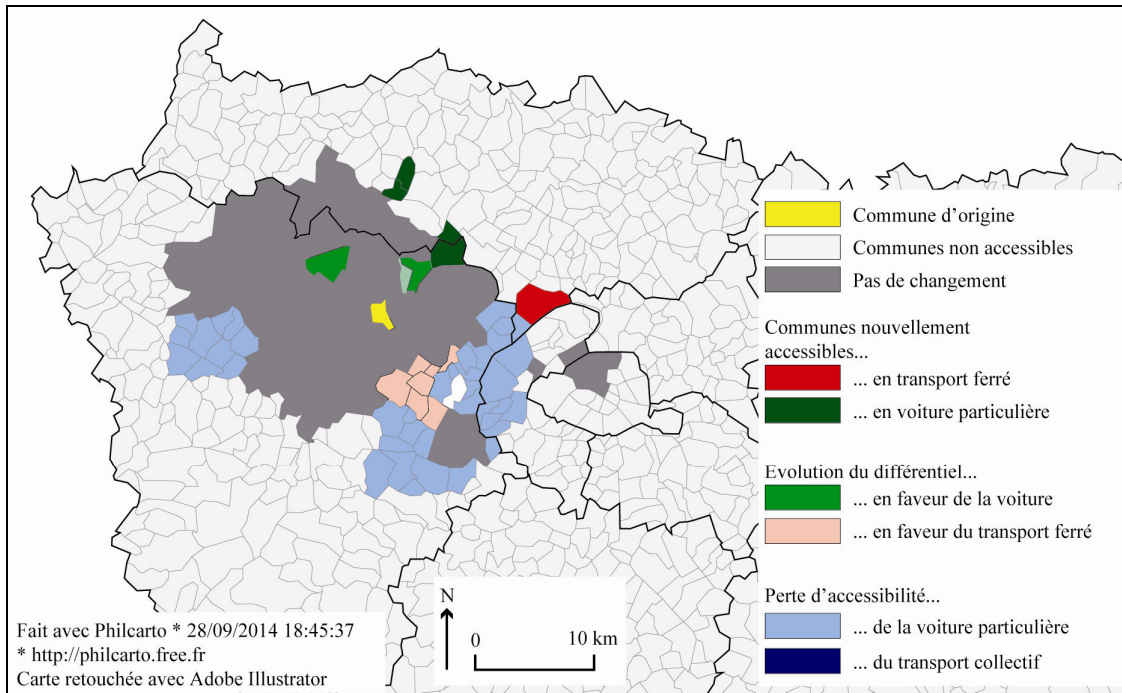 Commune d’origine
Communes non accessibles
Pas de changement
Communes nouvellement
accessibles...
... en transport ferré
... en voiture particulière
Evolution du différentiel...
... en faveur de la voiture
... en faveur du transport ferré
Perte d’accessibilité...
... de la voiture particulière
... du transport collectif
N
0 10 km
Fait avec Philcarto * 28/09/2014 18:45:37
* http://philcarto.free.fr
Carte retouchée avec Adobe Illustrator